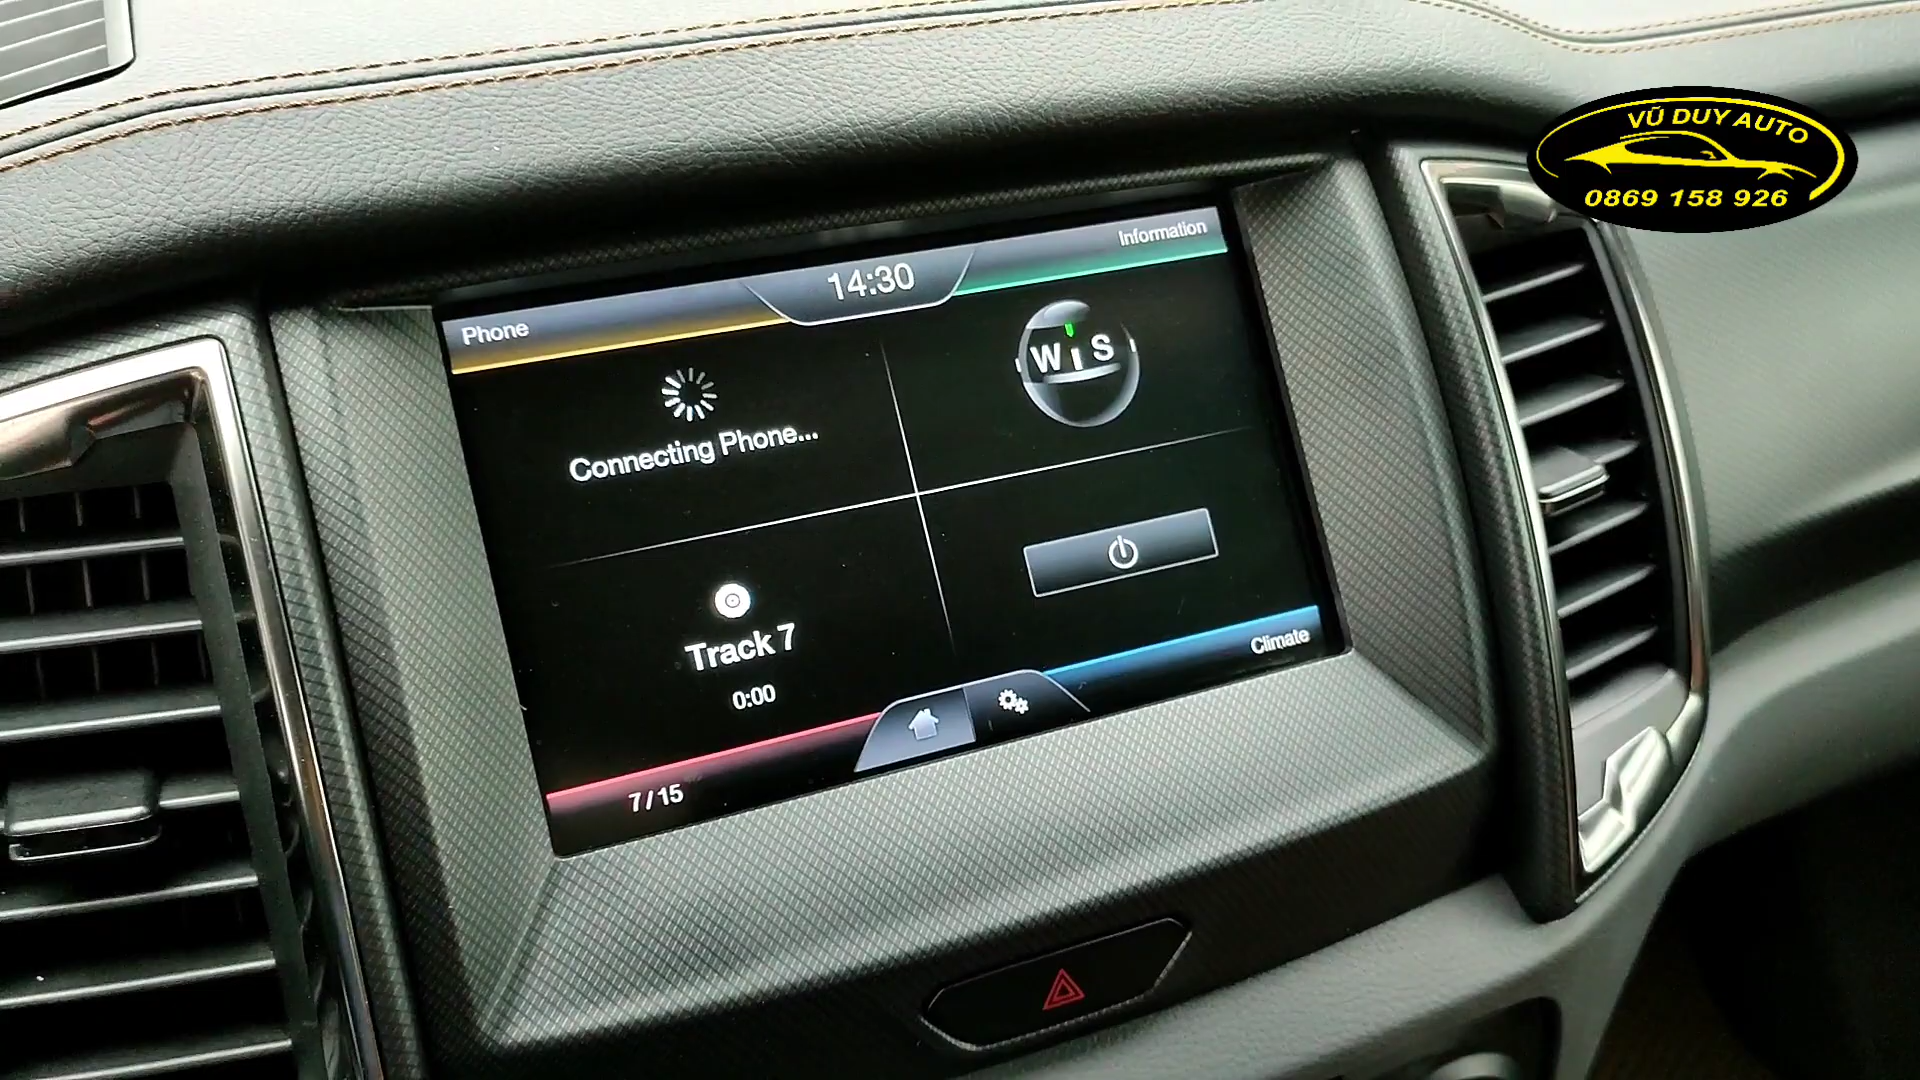 VŨ DUY AUTO
0869 158 926
Information
14:30
Phone
W S
Connecting Phone...
Track 7
0:00
Climate
7/15